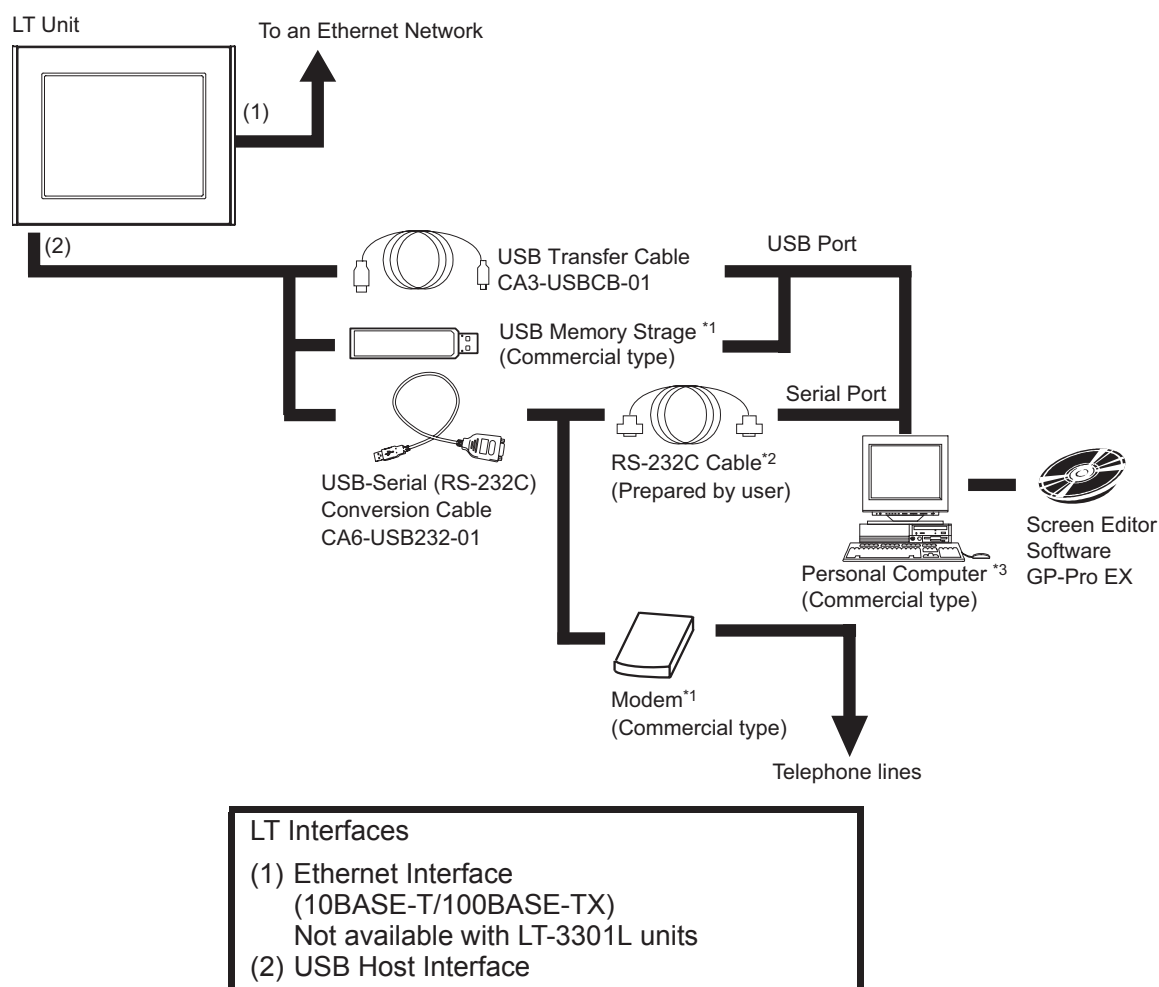 LT Unit
To an Ethernet Network
(1)
(2)
USB Transfer Cable
CA3-USBCB-01
USB Port
USB Memory Strage *1
(Commercial type)
Serial Port
USB-Serial (RS-232C)
Conversion Cable
CA6-USB232-01
RS-232C Cable*2
(Prepared by user)
Personal Computer *3
(Commercial type)
Screen Editor
Software
GP-Pro EX
Modem*1
(Commercial type)
Telephone lines
LT Interfaces
(1) Ethernet Interface
(10BASE-T/100BASE-TX)
Not available with LT-3301L units
(2) USB Host Interface